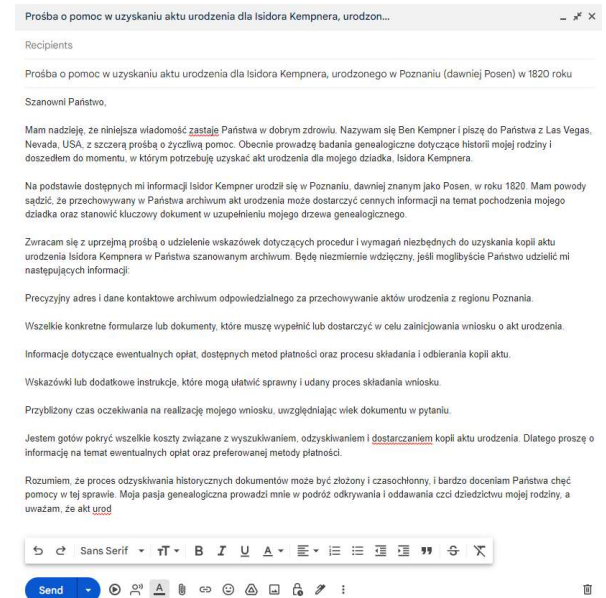 Prośba o pomoc w uzyskaniu aktu urodzenia dla Isidora Kempnera, urodzon...
Recipients
Prośba o pomoc w uzyskaniu aktu urodzenia dla Isidora Kempnera, urodzonego w Poznaniu (dawniej Posen) w 1820 roku
Szanowni Państwo,
Mam nadzieję, że niniejsza wiadomość zastaje Państwa w dobrym zdrowiu. Nazywam się Ben Kempner i piszę do Państwa z Las Vegas,
Nevada, USA, z szczerą prośbą o życzliwą pomoc. Obecnie prowadzę badania genealogiczne dotyczące historii mojej rodziny i
doszedłem do momentu, w którym potrzebuję uzyskać akt urodzenia dla mojego dziadka, Isidora Kempnera.
Na podstawie dostępnych mi informacji Isidor Kempner urodził się w Poznaniu, dawniej znanym jako Posen, w roku 1820. Mam powody
sądzić, że przechowywany w Państwa archiwum akt urodzenia może dostarczyć cennych informacji na temat pochodzenia mojego
dziadka oraz stanowić kluczowy dokument w uzupełnieniu mojego drzewa genealogicznego.
Zwracam się z uprzejmą prośbą o udzielenie wskazówek dotyczących procedur i wymagań niezbędnych do uzyskania kopii aktu
urodzenia Isidora Kempnera w Państwa szanowanym archiwum. Będę niezmiernie wdzięczny, jeśli moglibyście Państwo udzielić mi
następujących informacji:
Precyzyjny adres i dane kontaktowe archiwum odpowiedzialnego za przechowywanie aktów urodzenia z regionu Poznania.
Wszelkie konkretne formularze lub dokumenty, które muszę wypełnić lub dostarczyć w celu zainicjowania wniosku o akt urodzenia.
Informacje dotyczące ewentualnych opłat, dostępnych metod płatności oraz procesu składania i odbierania kopii aktu.
Wskazówki lub dodatkowe instrukcje, które mogą ułatwić sprawny i udany proces składania wniosku.
Przybliżony czas oczekiwania na realizację mojego wniosku, uwzględniając wiek dokumentu w pytaniu.
Jestem gotów pokryć wszelkie koszty związane z wyszukiwaniem, odzyskiwaniem i dostarczaniem kopii aktu urodzenia. Dlatego proszę o
informację na temat ewentualnych opłat oraz preferowanej metody płatności.
Rozumiem, że proces odzyskiwania historycznych dokumentów może być złożony i czasochłonny, i bardzo doceniam Państwa chęć
pomocy w tej sprawie. Moja pasja genealogiczna prowadzi mnie w podróż odkrywania i oddawania czci dziedzictwu mojej rodziny, a
uważam, że akt urod
Sans Serif
Send